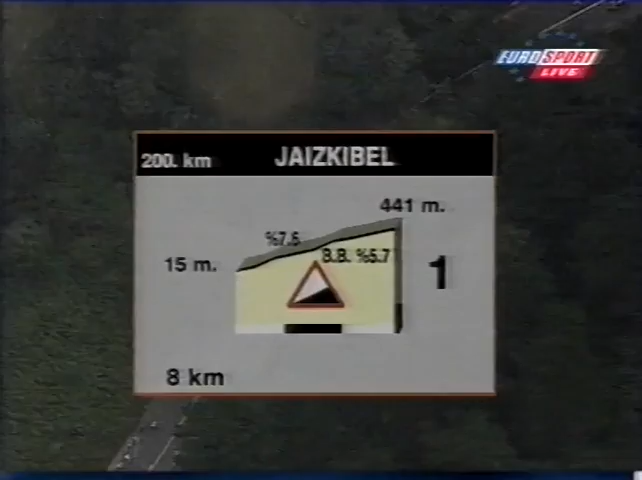 EUROSPORT
LIVE
200. km
JAIZKIBEL
441 m.
%7.5
B.B. %5.7
15 m.
1
8 km